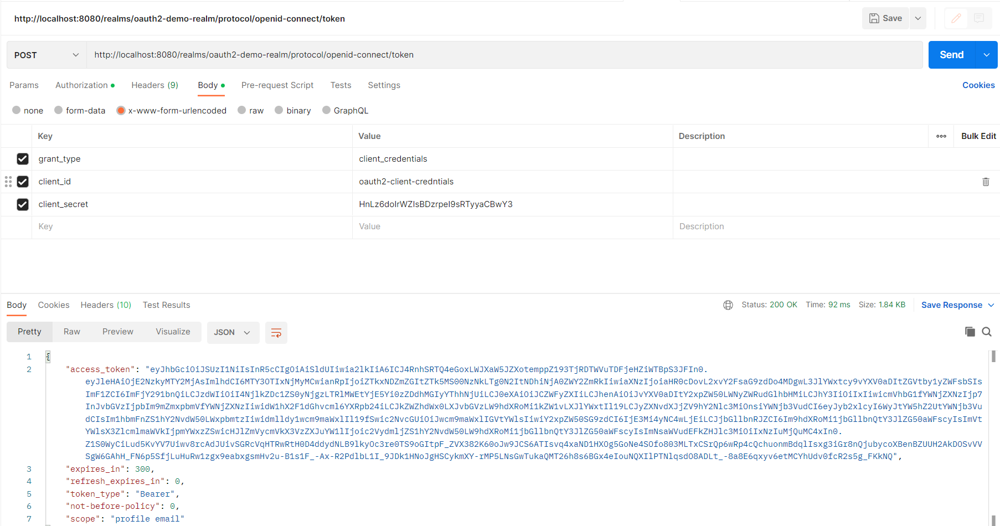 http://localhost:8080/realms/oauth2-demo-realm/protocol/openid-connect/token
Save
POST
http://localhost:8080/realms/oauth2-demo-realm/protocol/openid-connect/token
Send
Params Authorization Headers (9) Body Pre-request Script Tests Settings Cookies
none form-data x-www-form-urlencoded raw binary GraphQL
Key Value Description Bulk Edit
grant_type client_credentials
client_id oauth2-client-credntials
client_secret HnLz6dolrWZlsBDzrpel9sRTyyaCBwY3
Key Value Description
Body Cookies Headers (10) Test Results Status: 200 OK Time: 92 ms Size: 1.84 KB Save Response
Pretty Raw Preview Visualize JSON
1 {
2 "access_token": "eyJhbGciOiJSUzI1NiIsInR5cCIgOiAiSldUIiwia2lkIiA6ICJ4RnhSRTQ4eGoxLWJXaW5JZXotemppZ193TjRDTWVuTDFjeHZiWTBpS3JFIn0.
eyJleHAiOjE2NzkyMTY2MjAsImlhdCI6MTY3OTIxNjMyMCwianRpIjoiZTkxNDZmZGItZTk5MS00NzNkLTg0N2ItNDhiNjA0ZWY2ZmRkIiwiaXNzIjoiaHR0cDovL2xvY2FsaG9zdDo4MDgwL3JlYWxtcy9vYXV0aDItZGVtby1yZWFsbSIs
ImF1ZCI6ImFjY291bnQiLCJzdWIiOiI4NjlkZDc1ZS0yNjgzLTRlMWEtYjE5Yi0zZDdhMGIyYThhNjUiLCJ0eXAiOiJCZWFyZXIiLCJhenAiOiJvYXV0aDItY2xpZW50LWNyZWRudGlhbHMiLCJhY3IiOiIxIiwicmVhbG1fYWNjZXNzIjp7
InJvbGVzIjpbIm9mZmxpbmVfYWNjZXNzIiwidW1hX2F1dGhvcml6YXRpb24iLCJkZWZhdWx0LXJvbGVzLW9hdXRoMi1kZW1vLXJlYWxtIl19LCJyZXNvdXJjZV9hY2Nlc3MiOnsiYWNjb3VudCI6eyJyb2xlcyI6WyJtYW5hZ2UtYWNjb3Vu
dCIsIm1hbmFnZS1hY2NvdW50LWxpbmtzIiwidmlldy1wcm9maWxlIl19fSwic2NvcGUiOiJwcm9maWxlIGVtYWlsIiwiY2xpZW50SG9zdCI6IjE3Mi4yNC4wLjEiLCJjbGllbnRJZCI6Im9hdXRoMi1jbGllbnQtY3JlZG50aWFscyIsImVt
YWlsX3ZlcmlmaWVkIjpmYWxzZSwicHJlZmVycmVkX3VzZXJuYW1lIjoic2VydmljZS1hY2NvdW50LW9hdXRoMi1jbGllbnQtY3JlZG50aWFscyIsImNsaWVudEFkZHJlc3MiOiIxNzIuMjQuMC4xIn0.
Z1S0WyCiLud5KvYV7Uiwv8rcAdJUivSGRcVqHTRwRtH0D4ddydNLB9lkyOc3re0TS9oGItpF_ZVX382K60oJw9JCS6ATIsvq4xaND1HXOg5GoNe4SOfo803MLTxCSrQp6wRp4cQchuonmBdqlIsxg3iGr8nQjubycoXBenBZUUH2AkDOSvVV
SgW6GAhH_FN6p5SfjLuHuRw1zgx9eabxgsmHv2u-B1s1F_-Ax-R2PdlbL1I_9JDk1HNoJgHSCykmXY-rMP5LNsGwTukaQMT26h8s6BGx4eIouNQXIlPTNlqsdO8ADLt_-8a8E6qxyv6etMCYhUdv0fcR2s5g_FKkNQ",
3 "expires_in": 300,
4 "refresh_expires_in": 0,
5 "token_type": "Bearer",
6 "not-before-policy": 0,
7 "scope": "profile email"